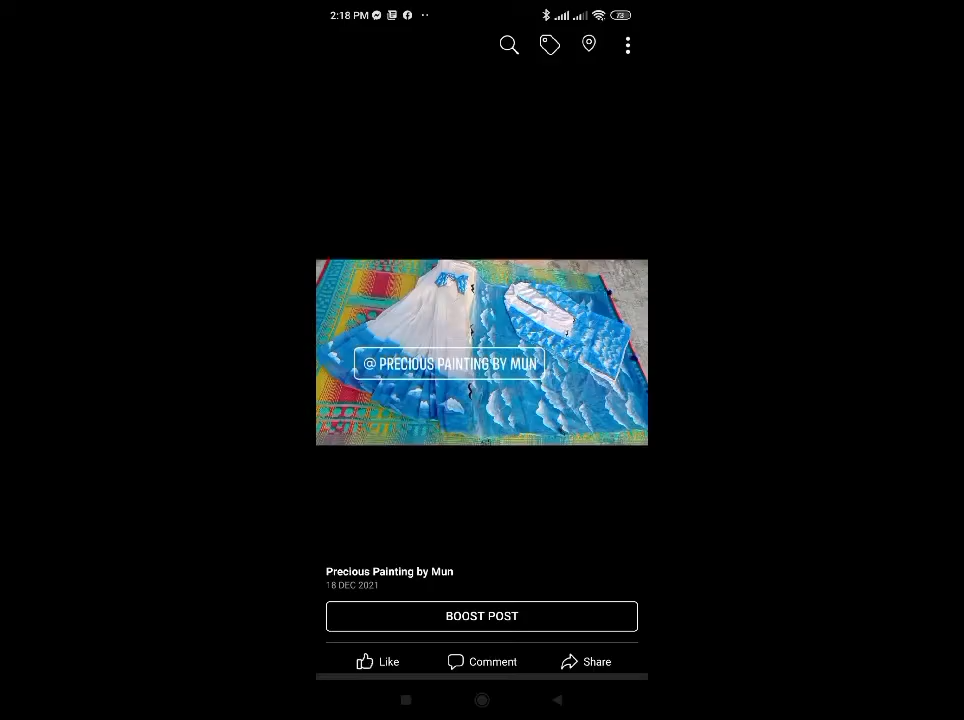 2:18 PM
73
@ PRECIOUS PAINTING BY MUN
Precious Painting by Mun
18 DEC 2021
BOOST POST
Like
Comment
Share